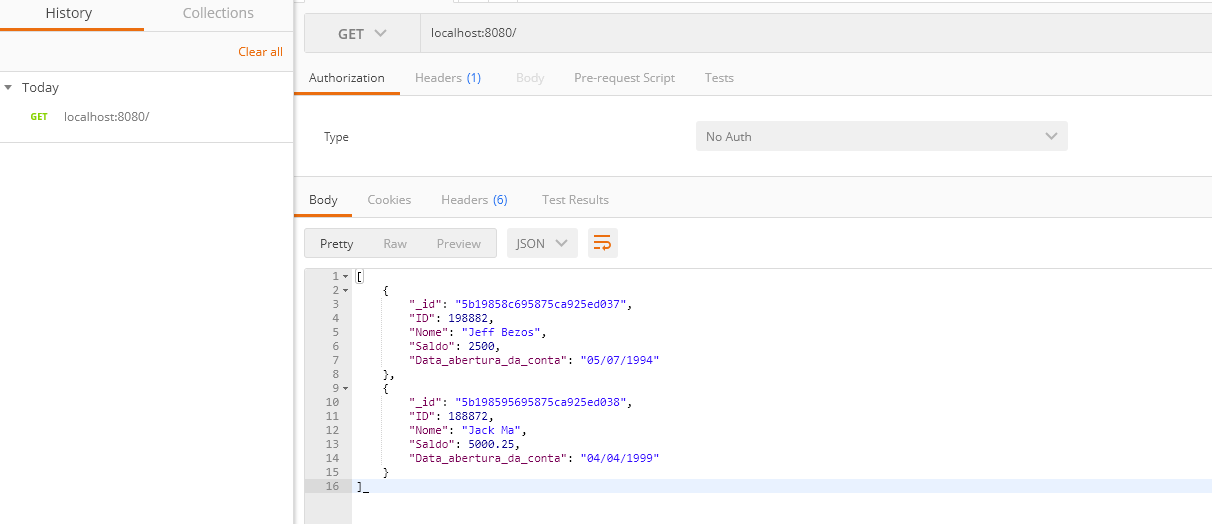 History Collections
Clear all
Today
GET localhost:8080/
GET localhost:8080/
Authorization Headers (1) Body Pre-request Script Tests
Type No Auth
Body Cookies Headers (6) Test Results
Pretty Raw Preview JSON
1 [
2 {
3 "_id": "5b19858c695875ca925ed037",
4 "ID": 198882,
5 "Nome": "Jeff Bezos",
6 "Saldo": 2500,
7 "Data_abertura_da_conta": "05/07/1994"
8 },
9 {
10 "_id": "5b198595695875ca925ed038",
11 "ID": 188872,
12 "Nome": "Jack Ma",
13 "Saldo": 5000.25,
14 "Data_abertura_da_conta": "04/04/1999"
15 }
16 ]